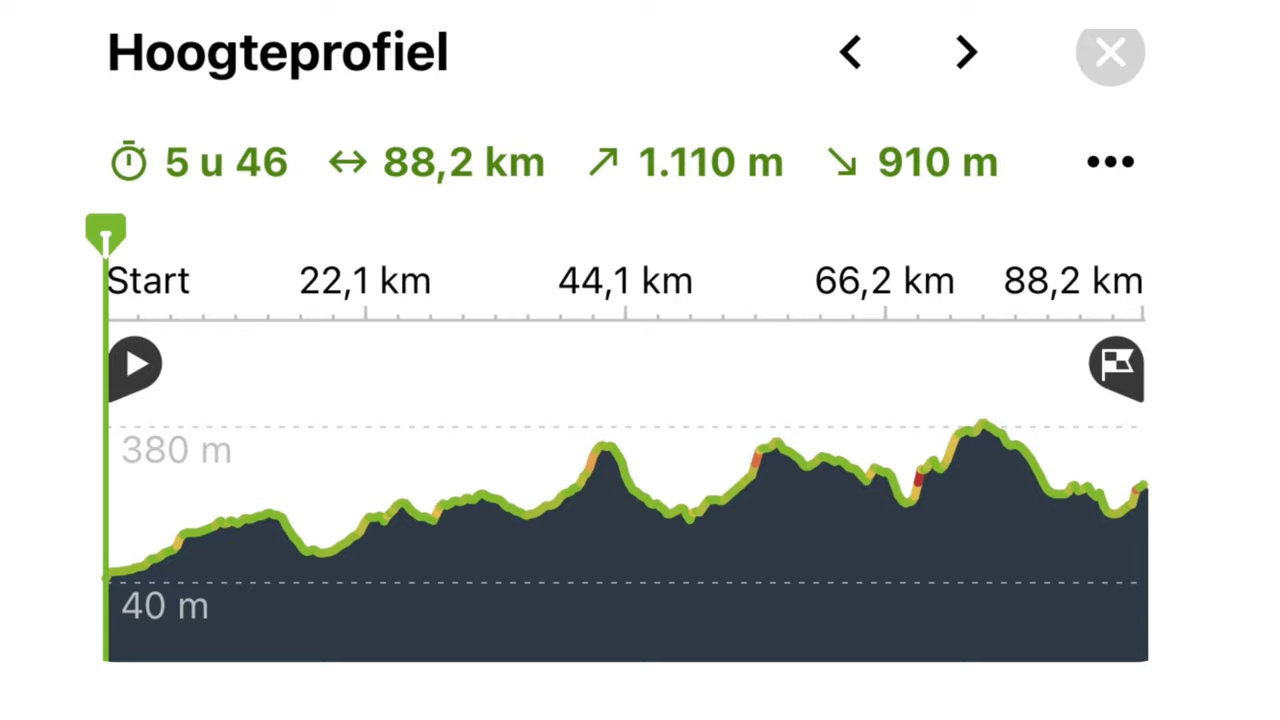 Hoogteprofiel
5 u 46 88,2 km 1.110 m 910 m
Start 22,1 km 44,1 km 66,2 km 88,2 km
380 m
40 m